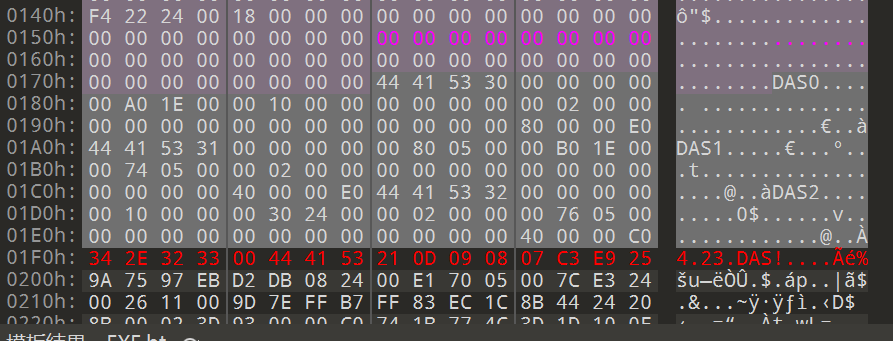 0140h: F4 22 24 00 18 00 00 00 00 00 00 00 00 00 00 00 ô"$.............
0150h: 00 00 00 00 00 00 00 00 00 00 00 00 00 00 00 00 ................
0160h: 00 00 00 00 00 00 00 00 00 00 00 00 00 00 00 00 ................
0170h: 00 00 00 00 00 00 00 00 44 41 53 30 00 00 00 00 ........DAS0....
0180h: 00 A0 1E 00 00 10 00 00 00 00 00 00 00 02 00 00 . ..............
0190h: 00 00 00 00 00 00 00 00 00 00 00 00 80 00 00 E0 ............€..à
01A0h: 44 41 53 31 00 00 00 00 00 80 05 00 00 B0 1E 00 DAS1.....€...°..
01B0h: 00 74 05 00 00 02 00 00 00 00 00 00 00 00 00 00 .t..............
01C0h: 00 00 00 00 40 00 00 E0 44 41 53 32 00 00 00 00 ....@..àDAS2....
01D0h: 00 10 00 00 00 30 24 00 00 02 00 00 00 76 05 00 .....0$......v..
01E0h: 00 00 00 00 00 00 00 00 00 00 00 00 40 00 00 C0 ............@..À
01F0h: 34 2E 32 33 00 44 41 53 21 0D 09 08 07 C3 E9 25 4.23.DAS!....Ãé%
0200h: 9A 75 97 EB D2 DB 08 24 00 E1 70 05 00 7C E3 24 šu—ëÒÛ.$.áp..|ã$
0210h: 00 26 11 00 9D 7E FF B7 FF 83 EC 1C 8B 44 24 20 .&...~ÿ·ÿƒì.‹D$